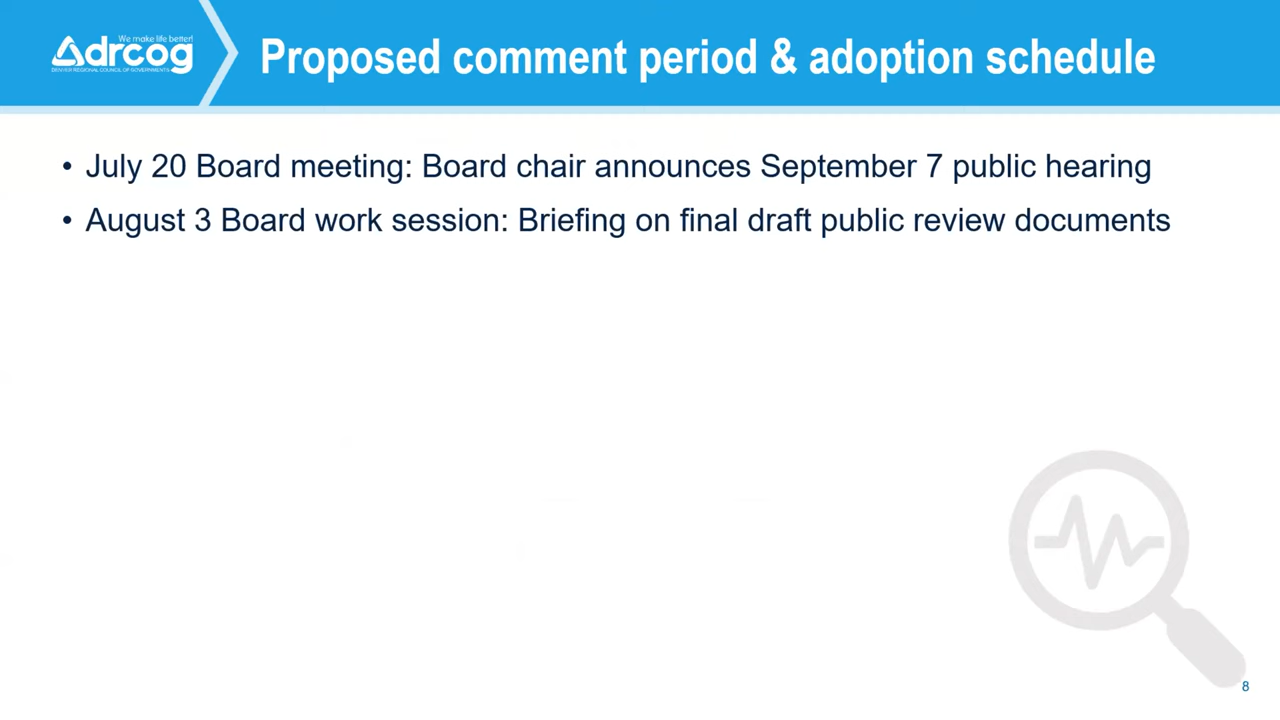 We make life better!
drcog
DENVER REGIONAL COUNCIL OF GOVERNMENTS
Proposed comment period & adoption schedule
• July 20 Board meeting: Board chair announces September 7 public hearing
• August 3 Board work session: Briefing on final draft public review documents
8